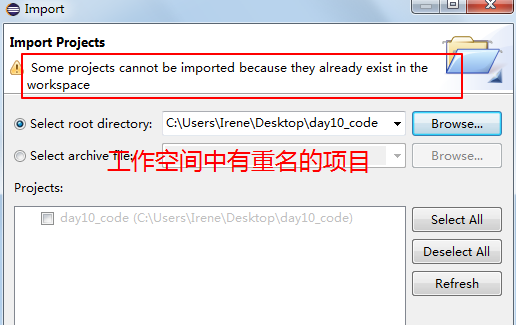 Import
Import Projects
Some projects cannot be imported because they already exist in the
workspace
Select root directory:
C:\Users\Irene\Desktop\day10_code
Browse...
Select archive file:
Browse...
工作空间中有重名的项目
Projects:
day10_code (C:\Users\Irene\Desktop\day10_code)
Select All
Deselect All
Refresh